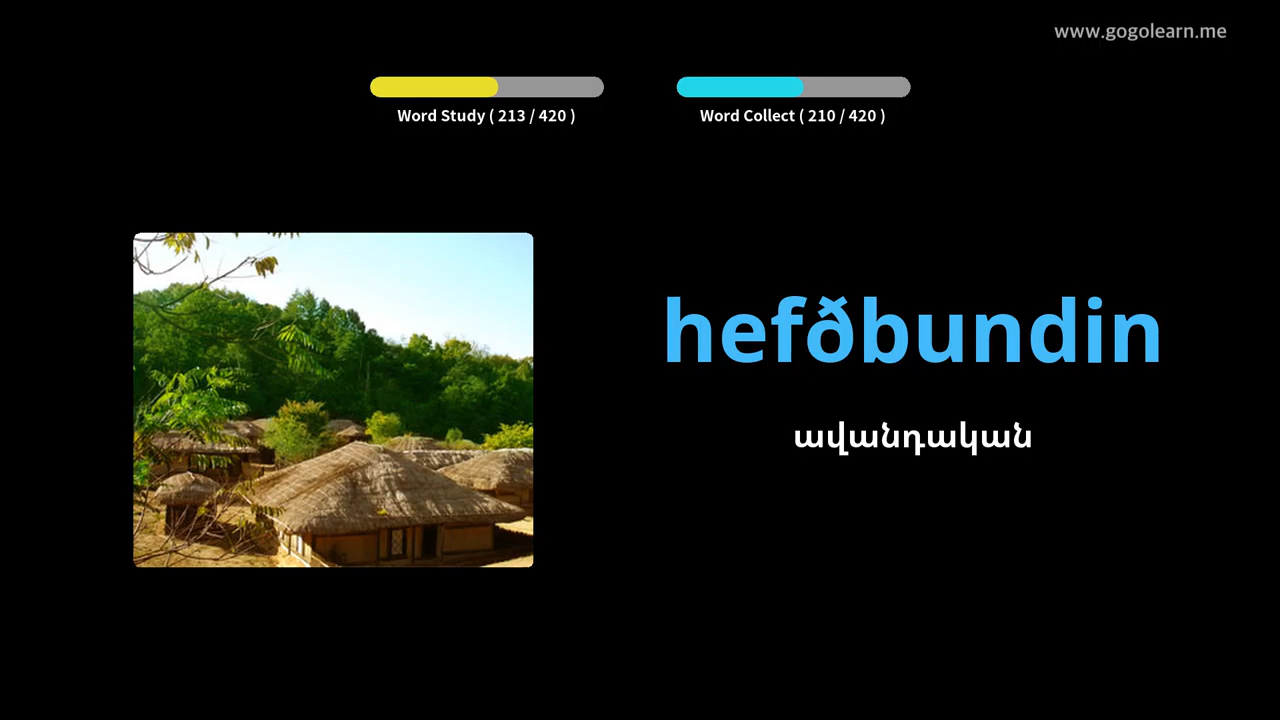 www.gogolearn.me
Word Study ( 213 / 420 )
Word Collect ( 210 / 420 )
hefðbundin
ավանդական